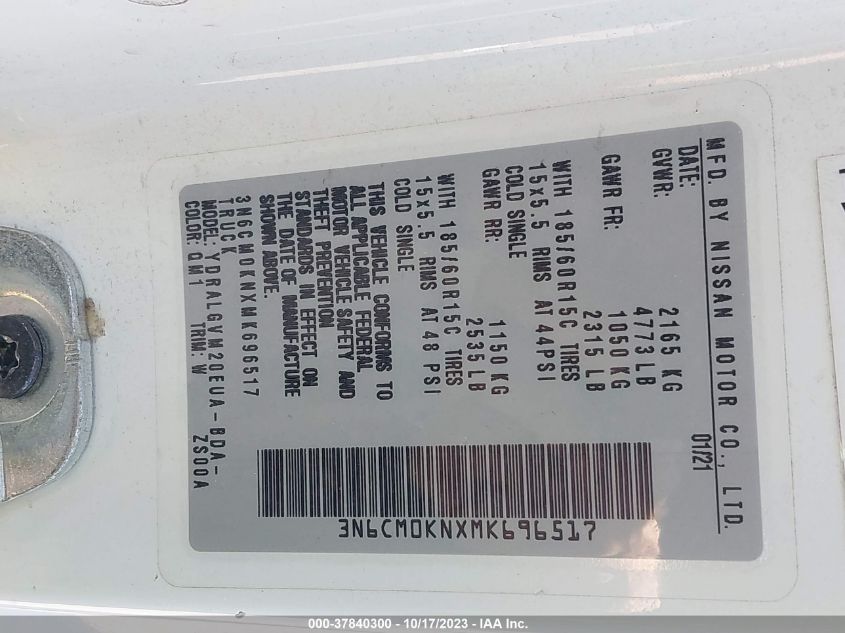 MFD. BY NISSAN MOTOR CO., LTD.
DATE: 01/21
GVWR: 2165 KG
4773 LB
GAWR FR: 1050 KG
2315 LB
WITH 185/60R15C TIRES
15x5.5 RIMS AT 44PSI
COLD SINGLE
GAWR RR: 1150 KG
2535 LB
WITH 185/60R15C TIRES
15x5.5 RIMS AT 48 PSI
COLD SINGLE
THIS VEHICLE CONFORMS TO
ALL APPLICABLE FEDERAL
MOTOR VEHICLE SAFETY AND
THEFT PREVENTION
STANDARDS IN EFFECT ON
THE DATE OF MANUFACTURE
SHOWN ABOVE.
3N6CM0KNXMK696517
TRUCK
MODEL: YDRALGVM20EUA-BDA-
ZS00A
COLOR: QM1 TRIM: W
3N6CM0KNXMK696517
000-37840300 | 10/17/2023 - IAA Inc.